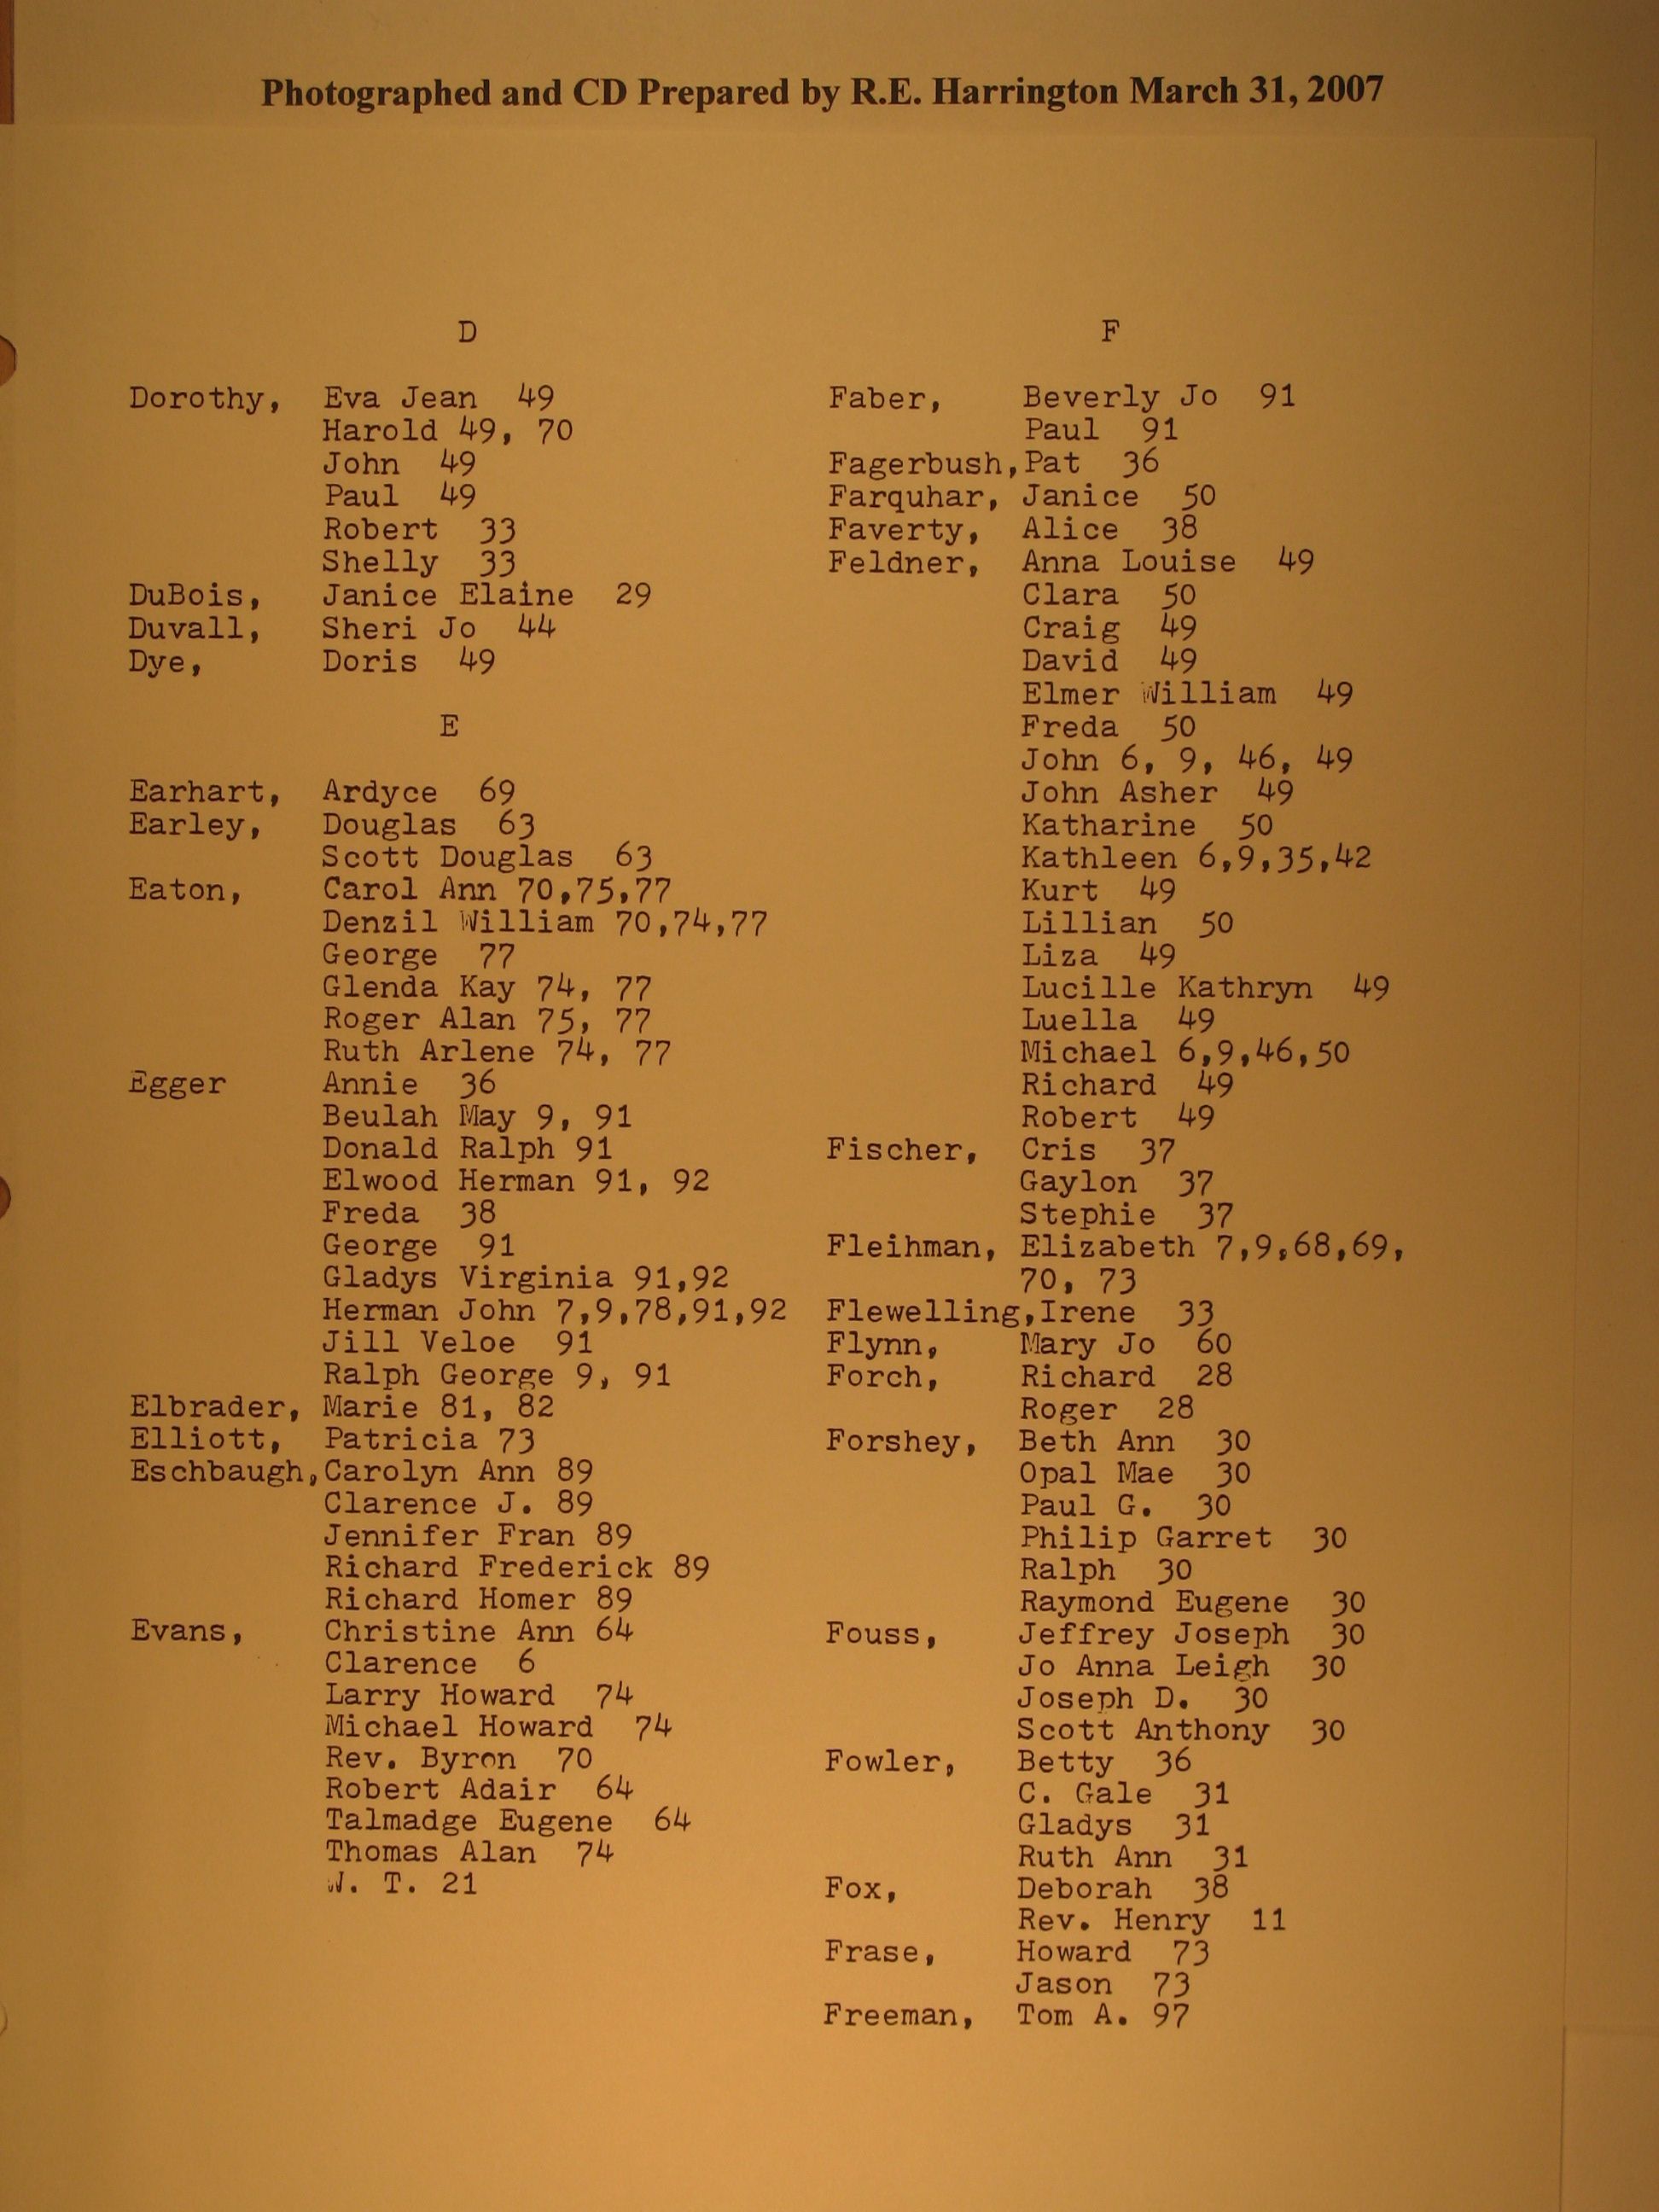 Photographed and CD Prepared by R.E. Harrington March 31, 2007
D
Dorothy, Eva Jean 49
Harold 49, 70
John 49
Paul 49
Robert 33
Shelly 33
DuBois, Janice Elaine 29
Duvall, Sheri Jo 44
Dye, Doris 49
E
Earhart, Ardyce 69
Earley, Douglas 63
Scott Douglas 63
Eaton, Carol Ann 70,75,77
Denzil William 70,74,77
George 77
Glenda Kay 74, 77
Roger Alan 75, 77
Ruth Arlene 74, 77
Egger Annie 36
Beulah May 9, 91
Donald Ralph 91
Elwood Herman 91, 92
Freda 38
George 91
Gladys Virginia 91,92
Herman John 7,9,78,91,92
Jill Veloe 91
Ralph George 9, 91
Elbrader, Marie 81, 82
Elliott, Patricia 73
Eschbaugh, Carolyn Ann 89
Clarence J. 89
Jennifer Fran 89
Richard Frederick 89
Richard Homer 89
Evans, Christine Ann 64
Clarence 6
Larry Howard 74
Michael Howard 74
Rev. Byron 70
Robert Adair 64
Talmadge Eugene 64
Thomas Alan 74
W. T. 21
F
Faber, Beverly Jo 91
Paul 91
Fagerbush, Pat 36
Farquhar, Janice 50
Faverty, Alice 38
Feldner, Anna Louise 49
Clara 50
Craig 49
David 49
Elmer William 49
Freda 50
John 6, 9, 46, 49
John Asher 49
Katharine 50
Kathleen 6,9,35,42
Kurt 49
Lillian 50
Liza 49
Lucille Kathryn 49
Luella 49
Michael 6,9,46,50
Richard 49
Robert 49
Fischer, Cris 37
Gaylon 37
Stephie 37
Fleihman, Elizabeth 7,9,68,69,
70, 73
Flewelling, Irene 33
Flynn, Mary Jo 60
Forch, Richard 28
Roger 28
Forshey, Beth Ann 30
Opal Mae 30
Paul G. 30
Philip Garret 30
Ralph 30
Raymond Eugene 30
Fouss, Jeffrey Joseph 30
Jo Anna Leigh 30
Joseph D. 30
Scott Anthony 30
Fowler, Betty 36
C. Gale 31
Gladys 31
Ruth Ann 31
Fox, Deborah 38
Rev. Henry 11
Frase, Howard 73
Jason 73
Freeman, Tom A. 97